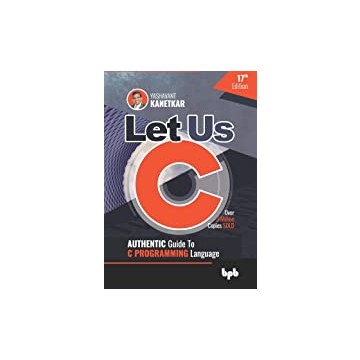 17th
Edition
YASHAVANT
KANETKAR
Let Us
C
Over
Copies SOLD
AUTHENTIC Guide To
C PROGRAMMING Language
bpb